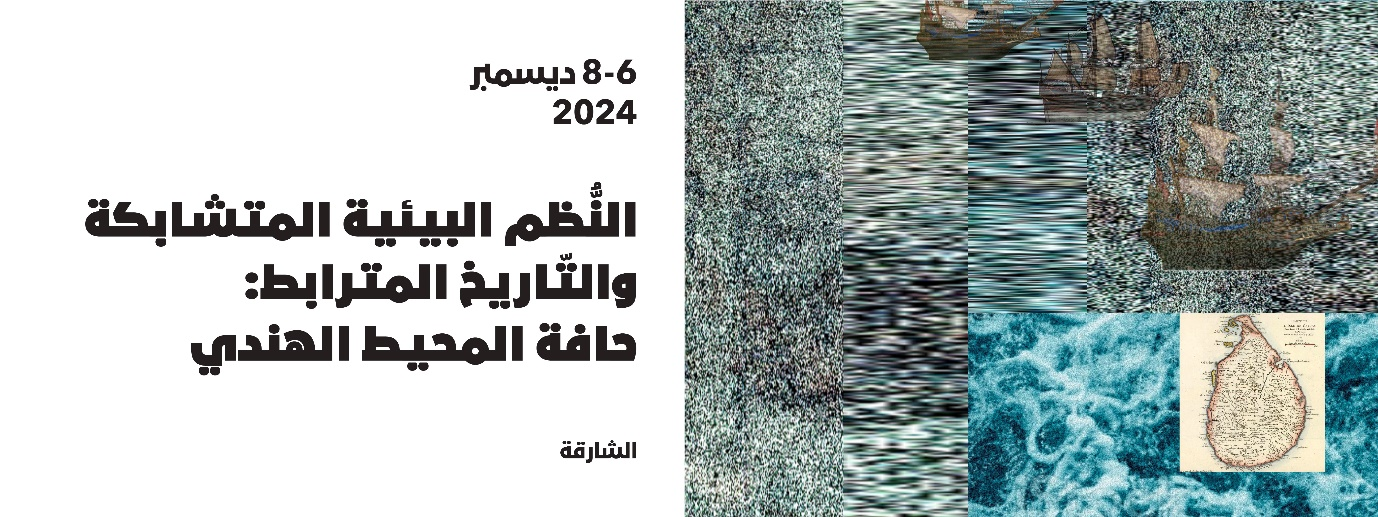 6-8 ديسمبر
2024
النُّظم البيئية المتشابكة
والتّاريخ المترابط:
حافة المحيط الهندي
الشارقة